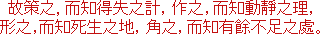 故策之，而知得失之計，作之，而知動靜之理，
形之，而知死生之地，角之，而知有餘不足之處。